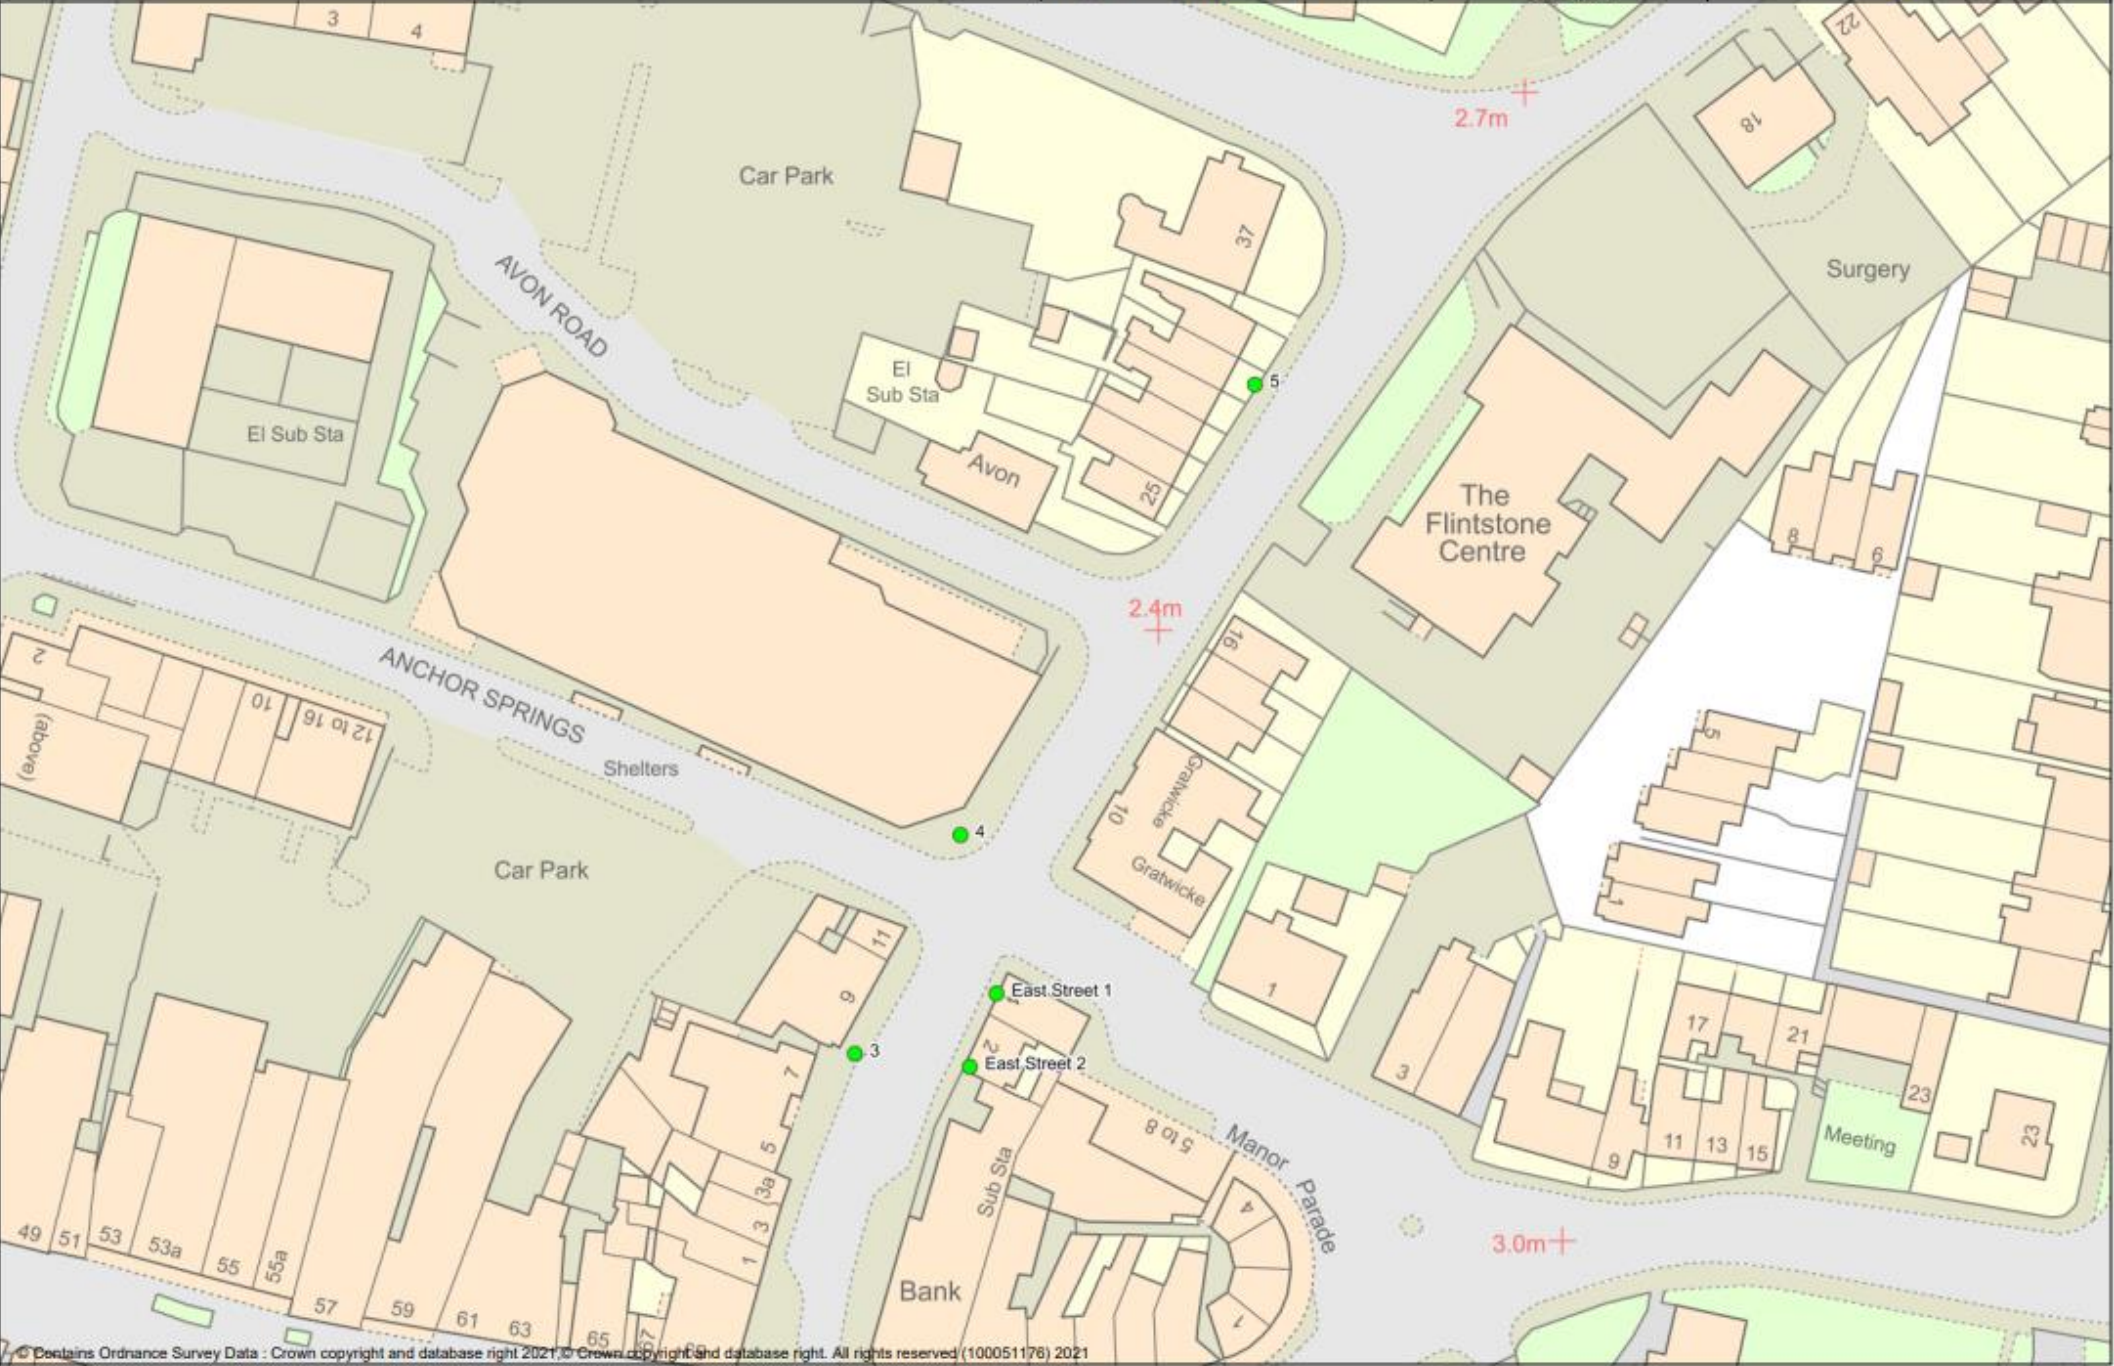 3
4
22
2.7m
18
Car Park
37
Surgery
AVON ROAD
5
El
Sub Sta
El Sub Sta
Avon
25
The
Flintstone
Centre
8
6
2.4m
16
2
ANCHOR SPRINGS
10
12 to 16
(above)
Shelters
5
Gratwicke
10
4
Car Park
Gratwicke
1
11
9
1
East Street 1
1
17
21
3
2
East Street 2
3
7
23
5 to 8
Manor
Parade
5
11
13
15
9
Meeting
23
3a
Sub Sta
3
4
3.0m
49
51
53
53a
55
55a
1
Bank
57
59
61
63
65
67
69
1
© Contains Ordnance Survey Data : Crown copyright and database right 2021,© Crown copyright and database right. All rights reserved (100051176) 2021